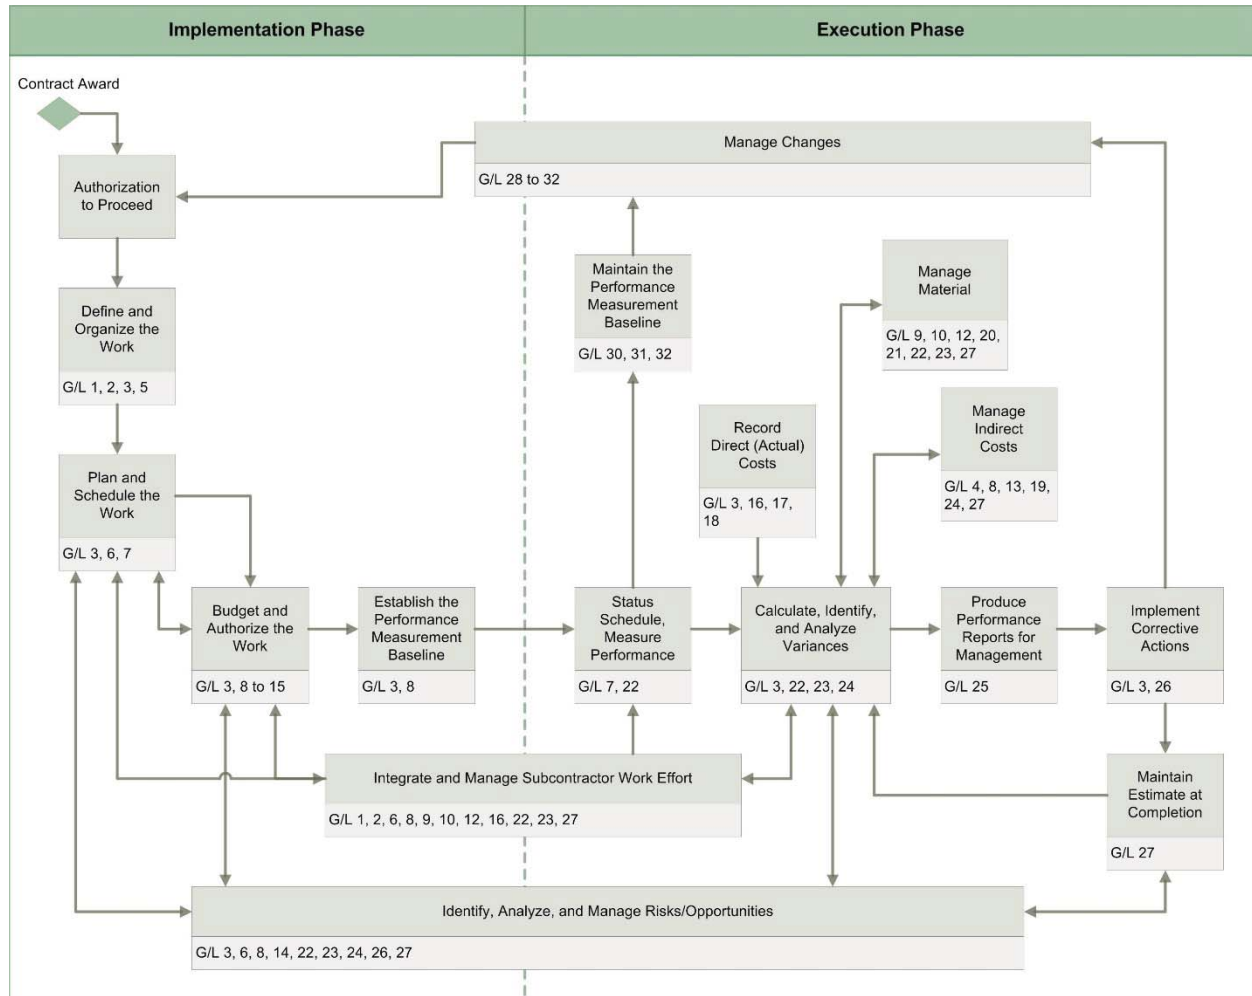 Implementation Phase
Execution Phase
Contract Award
Authorization
to Proceed
Manage Changes
G/L 28 to 32
Define and
Organize the
Work
G/L 1, 2, 3, 5
Maintain the
Performance
Measurement
Baseline
G/L 30, 31, 32
Manage
Material
G/L 9, 10, 12, 20,
21, 22, 23, 27
Plan and
Schedule the
Work
G/L 3, 6, 7
Record
Direct (Actual)
Costs
G/L 3, 16, 17,
18
Manage
Indirect
Costs
G/L 4, 8, 13, 19,
24, 27
Budget and
Authorize the
Work
G/L 3, 8 to 15
Establish the
Performance
Measurement
Baseline
G/L 3, 8
Status
Schedule,
Measure
Performance
G/L 7, 22
Calculate, Identify,
and Analyze
Variances
G/L 3, 22, 23, 24
Produce
Performance
Reports for
Management
G/L 25
Implement
Corrective
Actions
G/L 3, 26
Integrate and Manage Subcontractor Work Effort
G/L 1, 2, 6, 8, 9, 10, 12, 16, 22, 23, 27
Maintain
Estimate at
Completion
G/L 27
Identify, Analyze, and Manage Risks/Opportunities
G/L 3, 6, 8, 14, 22, 23, 24, 26, 27